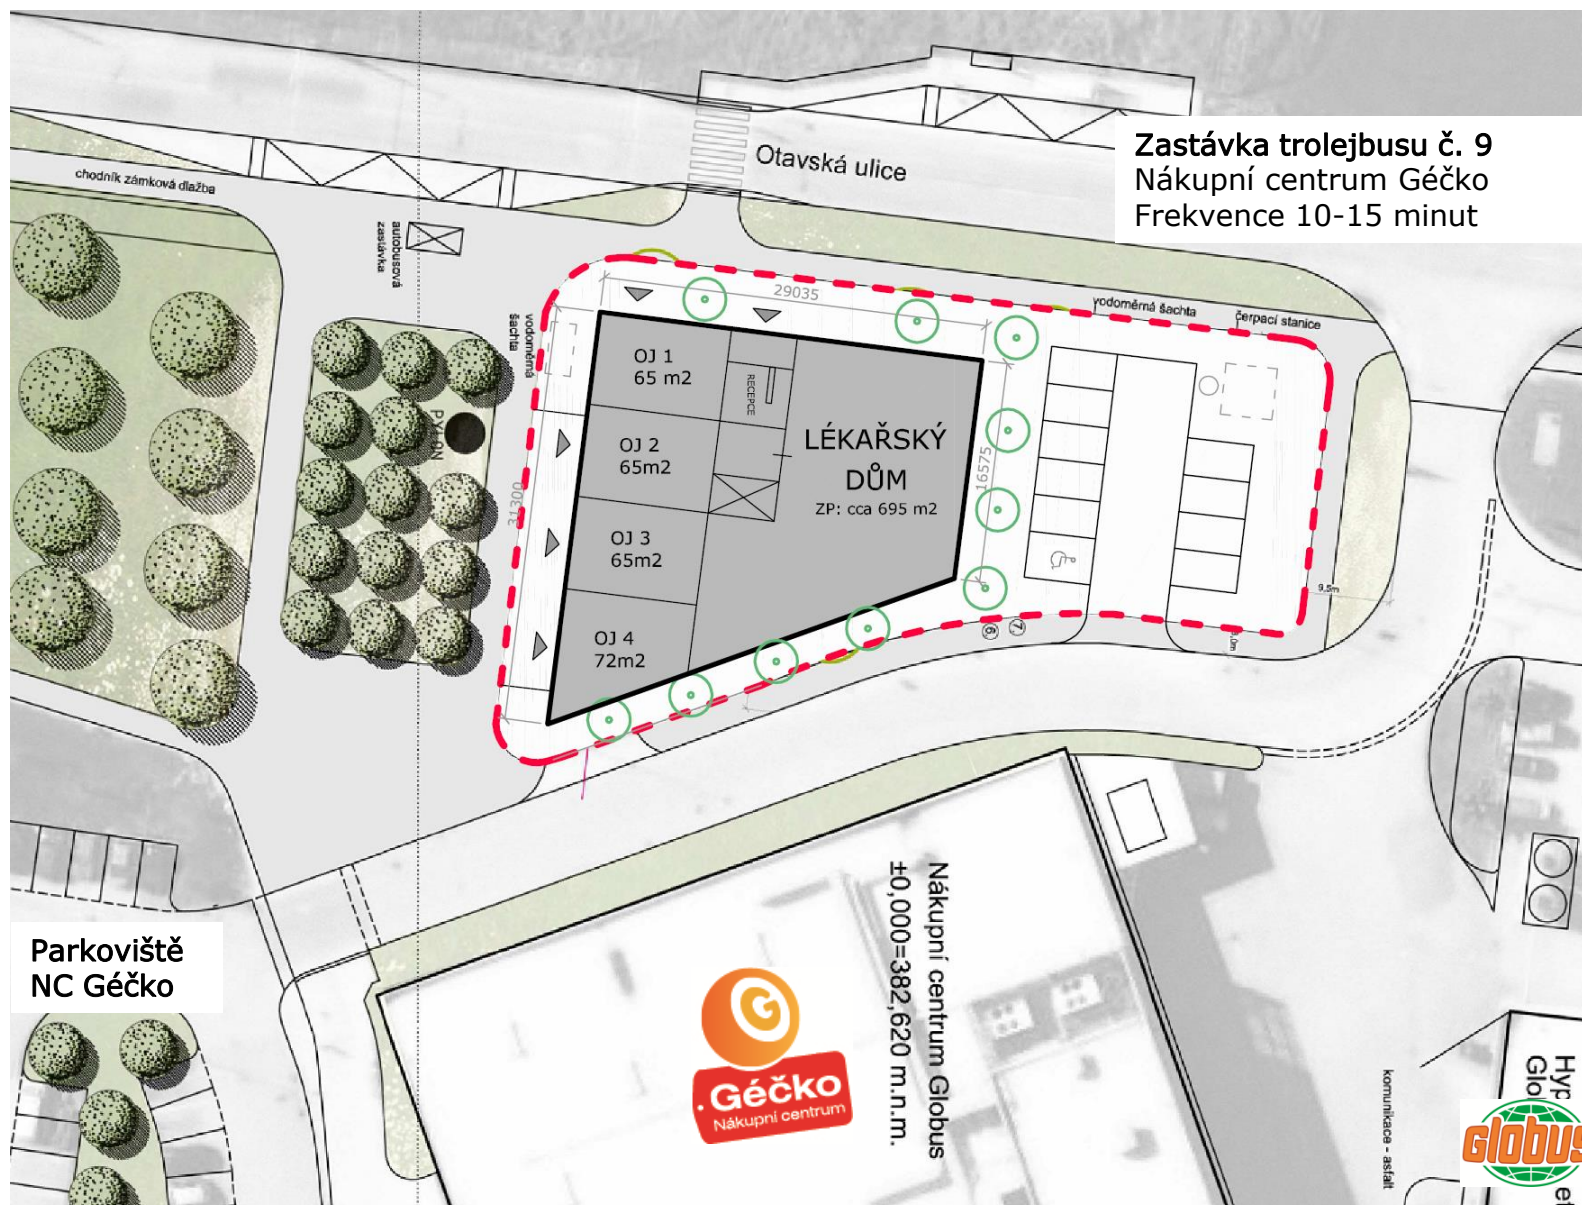 Otavská ulice
Zastávka trolejbusu č. 9
Nákupní centrum Géčko
Frekvence 10-15 minut
chodník zámková dlažba
autobusová
zastávka
vodoměrná
šachta
29035
vodoměrná šachta
čerpací stanice
OJ 1
65 m2
RECEPCE
PYLON
OJ 2
65m2
LÉKAŘSKÝ
DŮM
ZP: cca 695 m2
16575
31300
OJ 3
65m2
OJ 4
72m2
9,5m
6
7
Nákupní centrum Globus
±0,000=382,620 m.n.m.
Parkoviště
NC Géčko
G
Géčko
Nákupní centrum
komunikace - asfalt
Globus